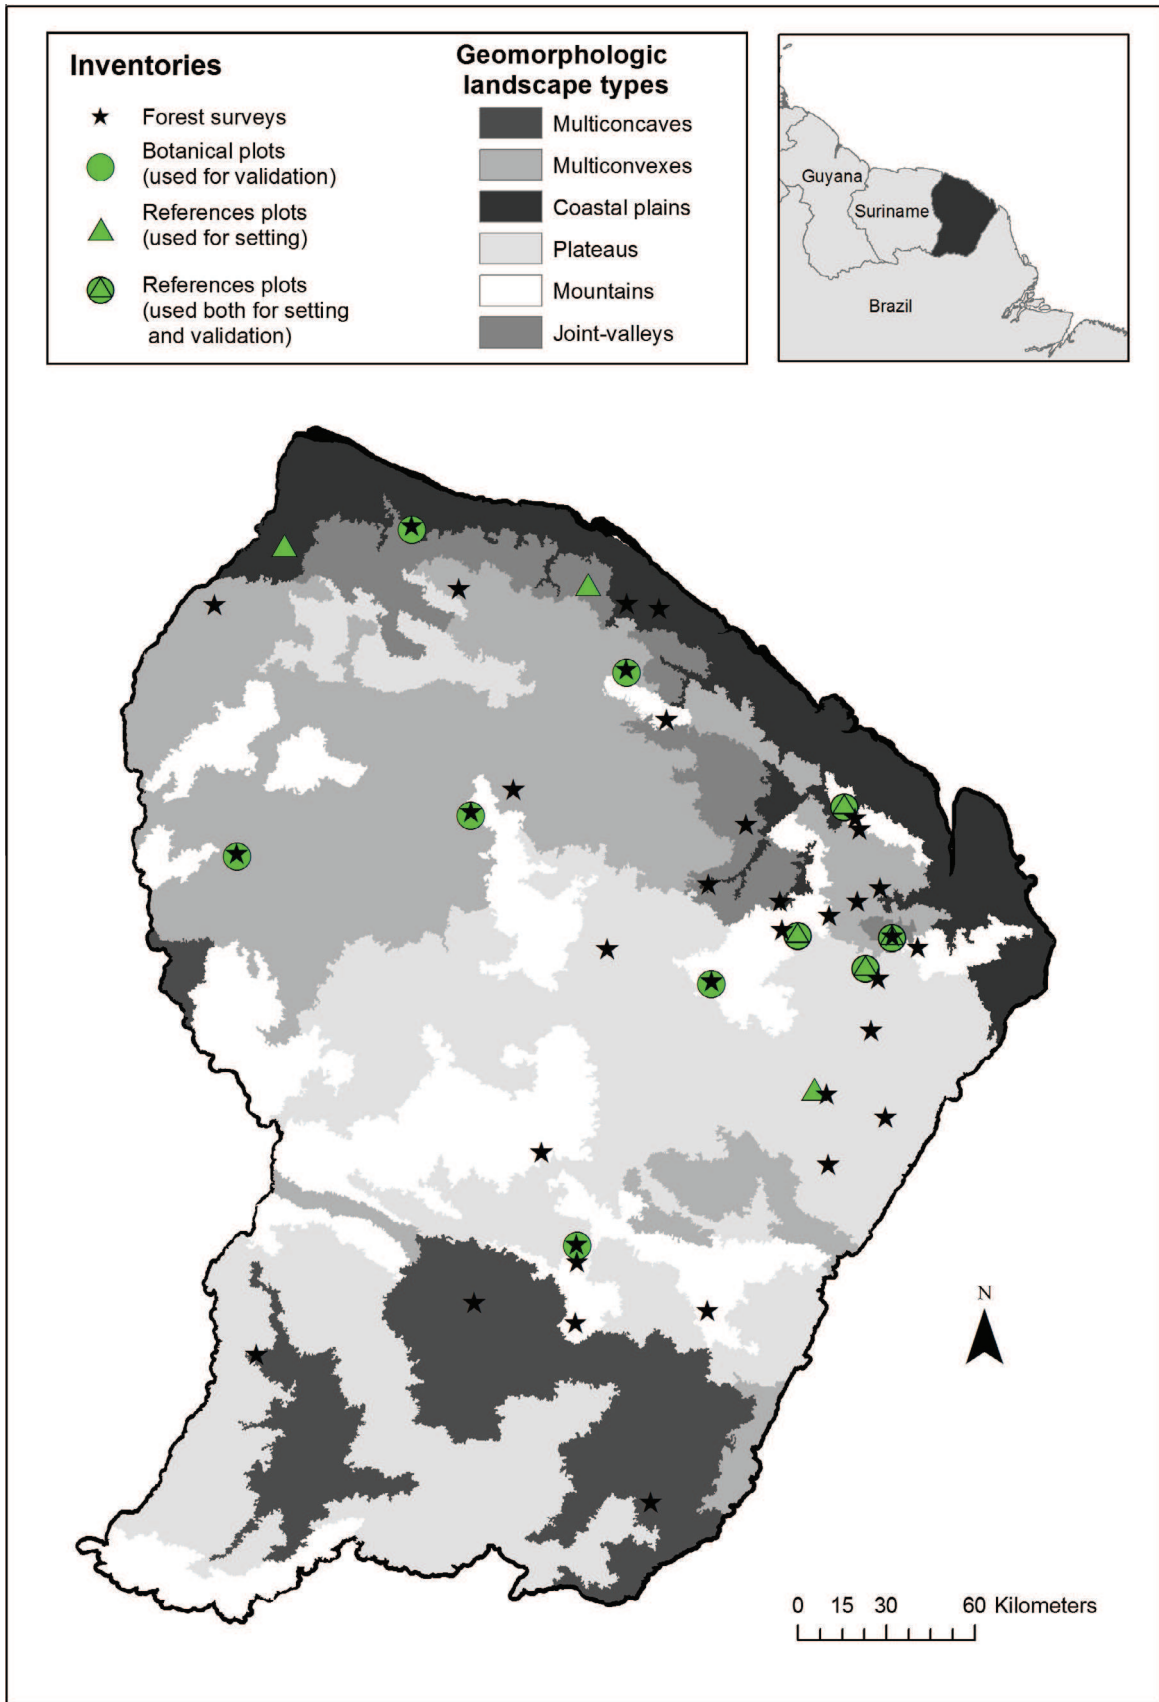 Inventories
Forest surveys
Botanical plots
(used for validation)
References plots
(used for setting)
References plots
(used both for setting
and validation)
Geomorphologic
landscape types
Multiconcaves
Multiconvexes
Coastal plains
Plateaus
Mountains
Joint-valleys
Guyana
Suriname
Brazil
N
0 15 30 60 Kilometers